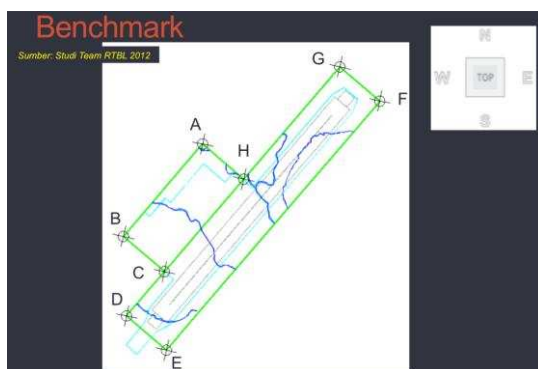 Benchmark
Sumber: Studi Team RTBL 2012
N
W TOP E
S
G
F
A
H
B
C
D
E